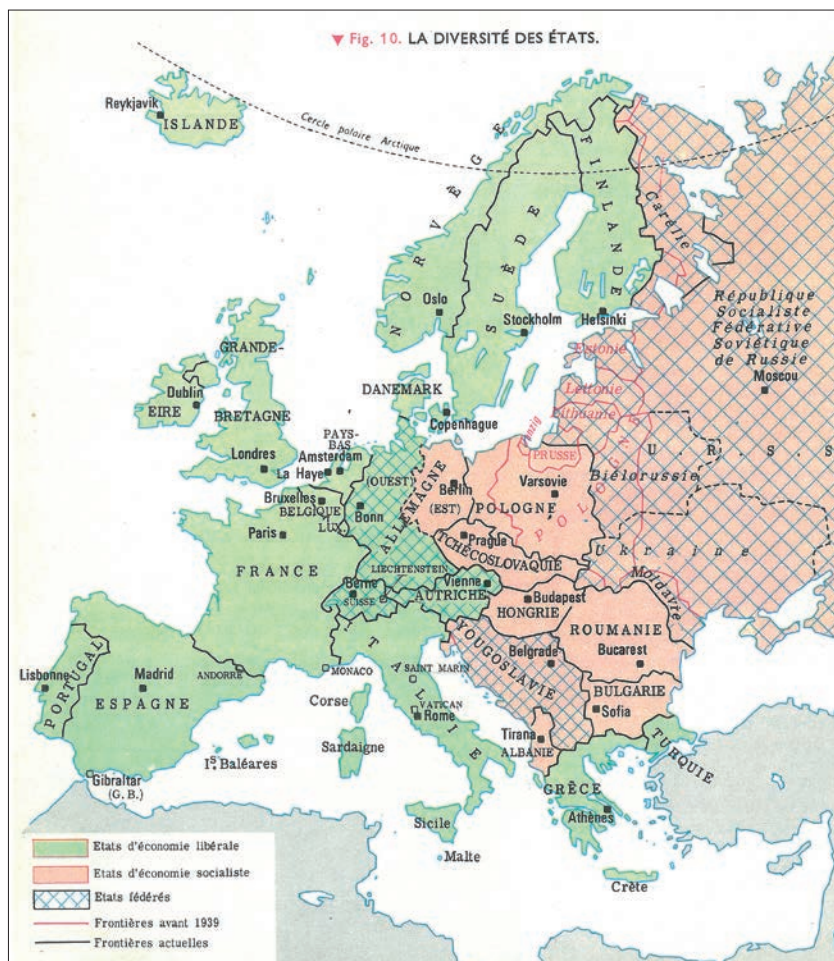 ▼ Fig. 10. LA DIVERSITÉ DES ÉTATS.
Reykjavik
ISLANDE
Cercle polaire Arctique
NORVÈGE
SUÈDE
FINLANDE
Carélie
Oslo
Stockholm
Helsinki
République
Socialiste
Fédérative
Soviétique
de Russie
Moscou
Estonie
Lettonie
Lithuanie
U.R.S.S
GRANDE-
BRETAGNE
Dublin
EIRE
Londres
DANEMARK
Copenhague
PAYS-
BAS
Amsterdam
La Haye
Bruxelles
BELGIQUE
LUX.
(OUEST)
ALLEMAGNE
Bonn
Berlin
(EST)
Dantzig
PRUSSE
Varsovie
POLOGNE
POLOGNE
Biélorussie
Ukraine
Moldavie
Paris
FRANCE
Prague
TCHÉCOSLOVAQUIE
LIECHTENSTEIN
Berne
SUISSE
Vienne
AUTRICHE
Budapest
HONGRIE
ROUMANIE
Bucarest
YOUGOSLAVIE
Belgrade
BULGARIE
Sofia
Tirana
ALBANIE
TURQUIE
GRÈCE
Athènes
Crète
ITALIE
SAINT MARIN
VATICAN
Rome
MONACO
Corse
Sardaigne
Sicile
Malte
ANDORRE
Lisbonne
PORTUGAL
Madrid
ESPAGNE
Iˢ Baléares
Gibraltar
(G.B.)
Etats d'économie libérale
Etats d'économie socialiste
Etats fédérés
Frontières avant 1939
Frontières actuelles